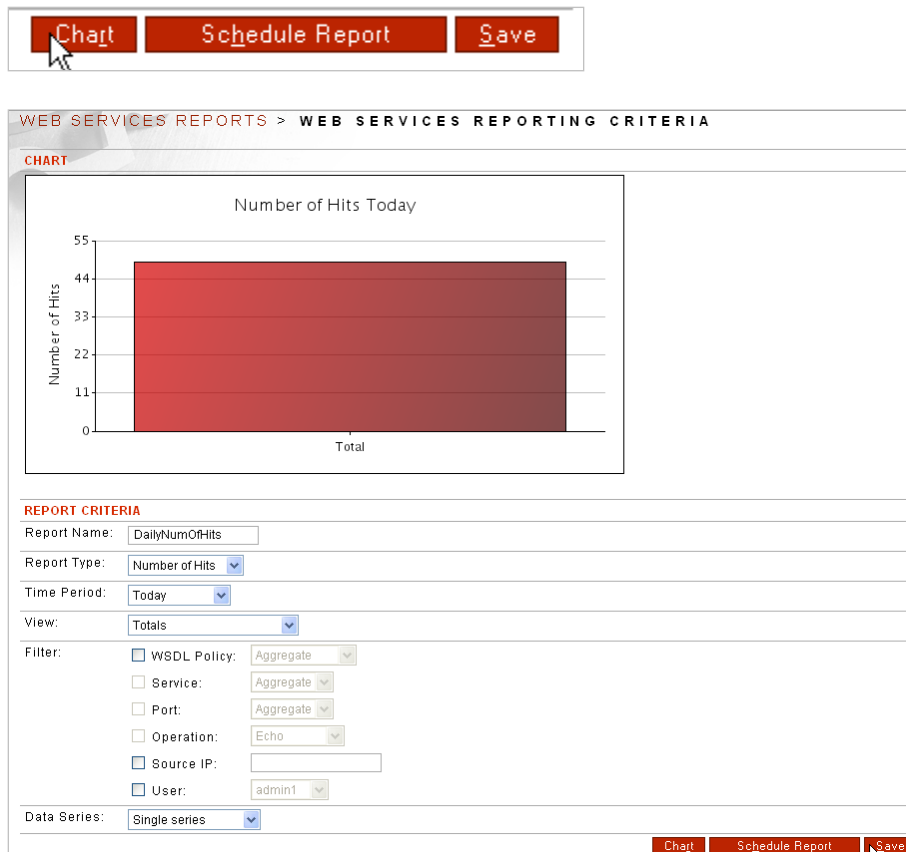 Chart Schedule Report Save
WEB SERVICES REPORTS > WEB SERVICES REPORTING CRITERIA
CHART
Number of Hits Today
Number of Hits
55
44
33
22
11
0
Total
REPORT CRITERIA
Report Name: DailyNumOfHits
Report Type: Number of Hits
Time Period: Today
View: Totals
Filter: WSDL Policy: Aggregate
Service: Aggregate
Port: Aggregate
Operation: Echo
Source IP:
User: admin1
Data Series: Single series
Chart Schedule Report Save